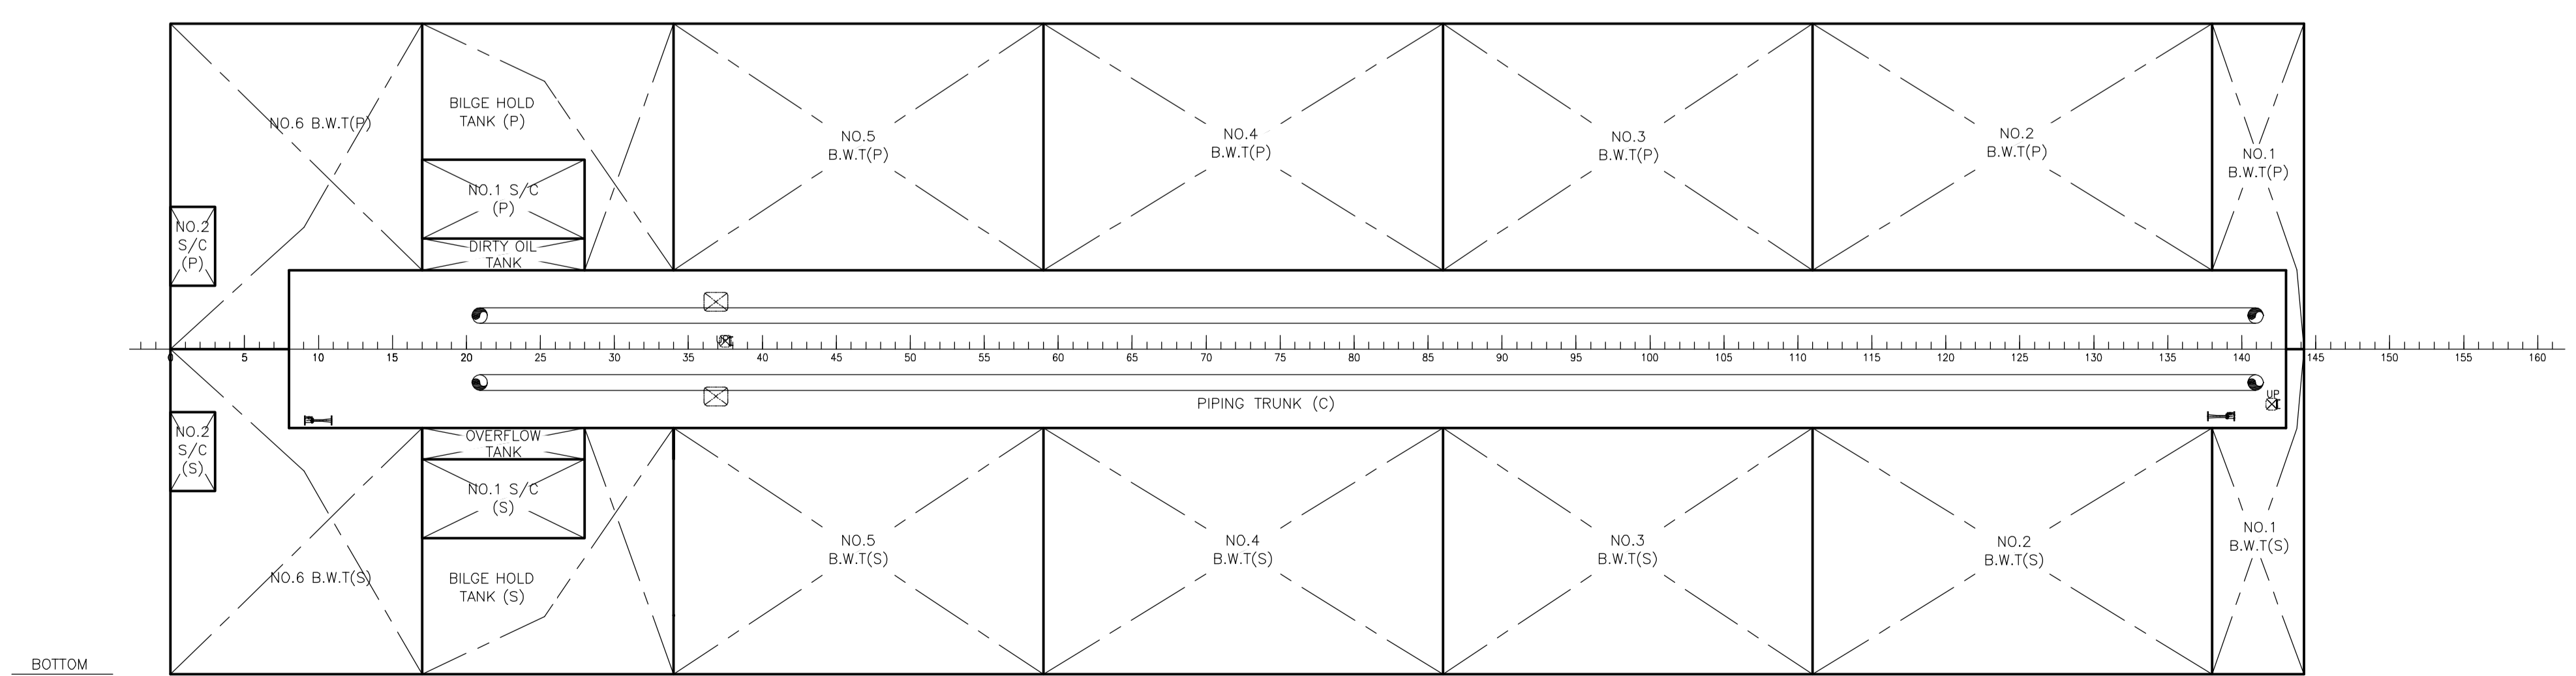 BILGE HOLD
TANK (P)
NO.6 B.W.T(P)
NO.5
B.W.T(P)
NO.4
B.W.T(P)
NO.3
B.W.T(P)
NO.2
B.W.T(P)
NO.1
B.W.T(P)
NO.1 S/C
(P)
NO.2
S/C
(P)
DIRTY OIL
TANK
UP
0 5 10 15 20 25 30 35 40 45 50 55 60 65 70 75 80 85 90 95 100 105 110 115 120 125 130 135 140 145 150 155 160
UP
PIPING TRUNK (C)
NO.2
S/C
(S)
OVERFLOW
TANK
NO.1 S/C
(S)
NO.6 B.W.T(S)
BILGE HOLD
TANK (S)
NO.5
B.W.T(S)
NO.4
B.W.T(S)
NO.3
B.W.T(S)
NO.2
B.W.T(S)
NO.1
B.W.T(S)
BOTTOM